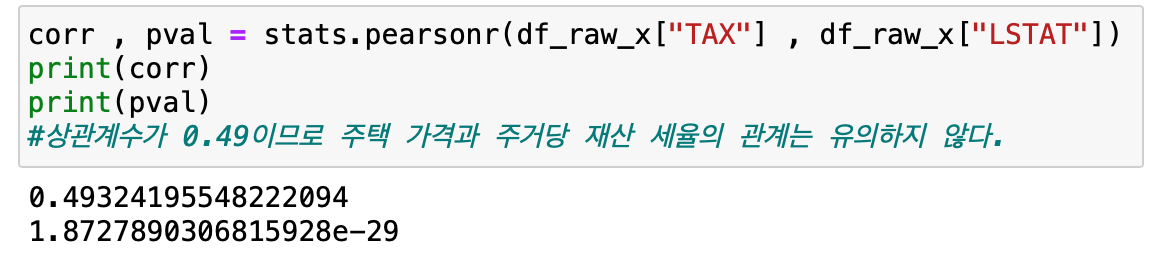 corr , pval = stats.pearsonr(df_raw_x["TAX"] , df_raw_x["LSTAT"])
print(corr)
print(pval)
#상관계수가 0.49이므로 주택 가격과 주거당 재산 세율의 관계는 유의하지 않다.
0.49324195548222094
1.8727890306815928e-29